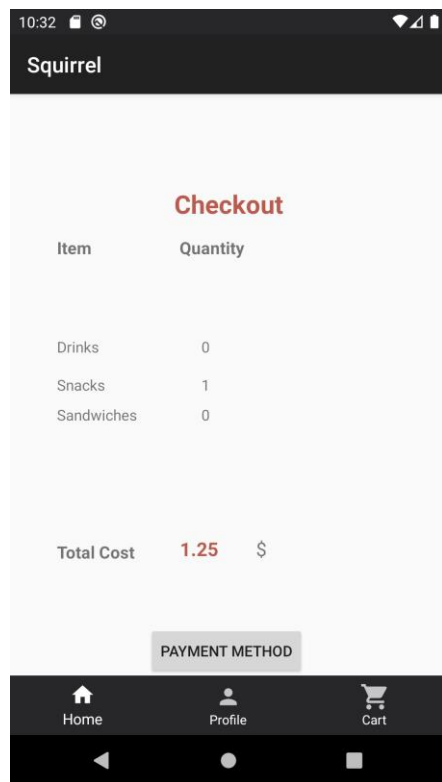 10:32
Squirrel
Checkout
Item Quantity
Drinks 0
Snacks 1
Sandwiches 0
Total Cost 1.25 $
PAYMENT METHOD
Home Profile Cart